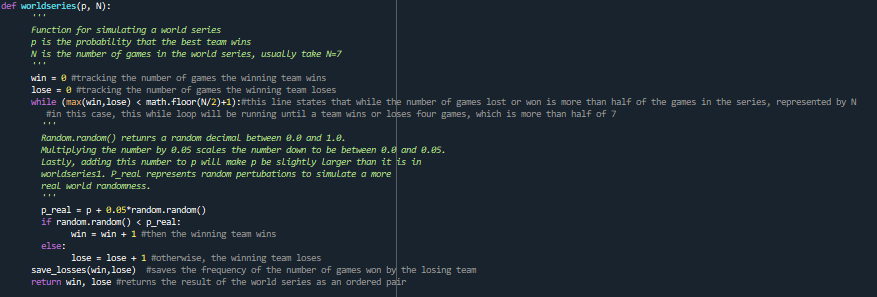 def worldseries(p, N):
'''
Function for simulating a world series
p is the probability that the best team wins
N is the number of games in the world series, usually take N=7
'''
win = 0 #tracking the number of games the winning team wins
lose = 0 #tracking the number of games the winning team loses
while (max(win,lose) < math.floor(N/2)+1):#this line states that while the number of games lost or won is more than half of the games in the series, represented by N
#in this case, this while loop will be running until a team wins or loses four games, which is more than half of 7
'''
Random.random() retunrs a random decimal between 0.0 and 1.0.
Multiplying the number by 0.05 scales the number down to be between 0.0 and 0.05.
Lastly, adding this number to p will make p be slightly larger than it is in
worldseries1. P_real represents random pertubations to simulate a more
real world randomness.
'''
p_real = p + 0.05*random.random()
if random.random() < p_real:
win = win + 1 #then the winning team wins
else:
lose = lose + 1 #otherwise, the winning team loses
save_losses(win,lose)  #saves the frequency of the number of games won by the losing team
return win, lose #returns the result of the world series as an ordered pair